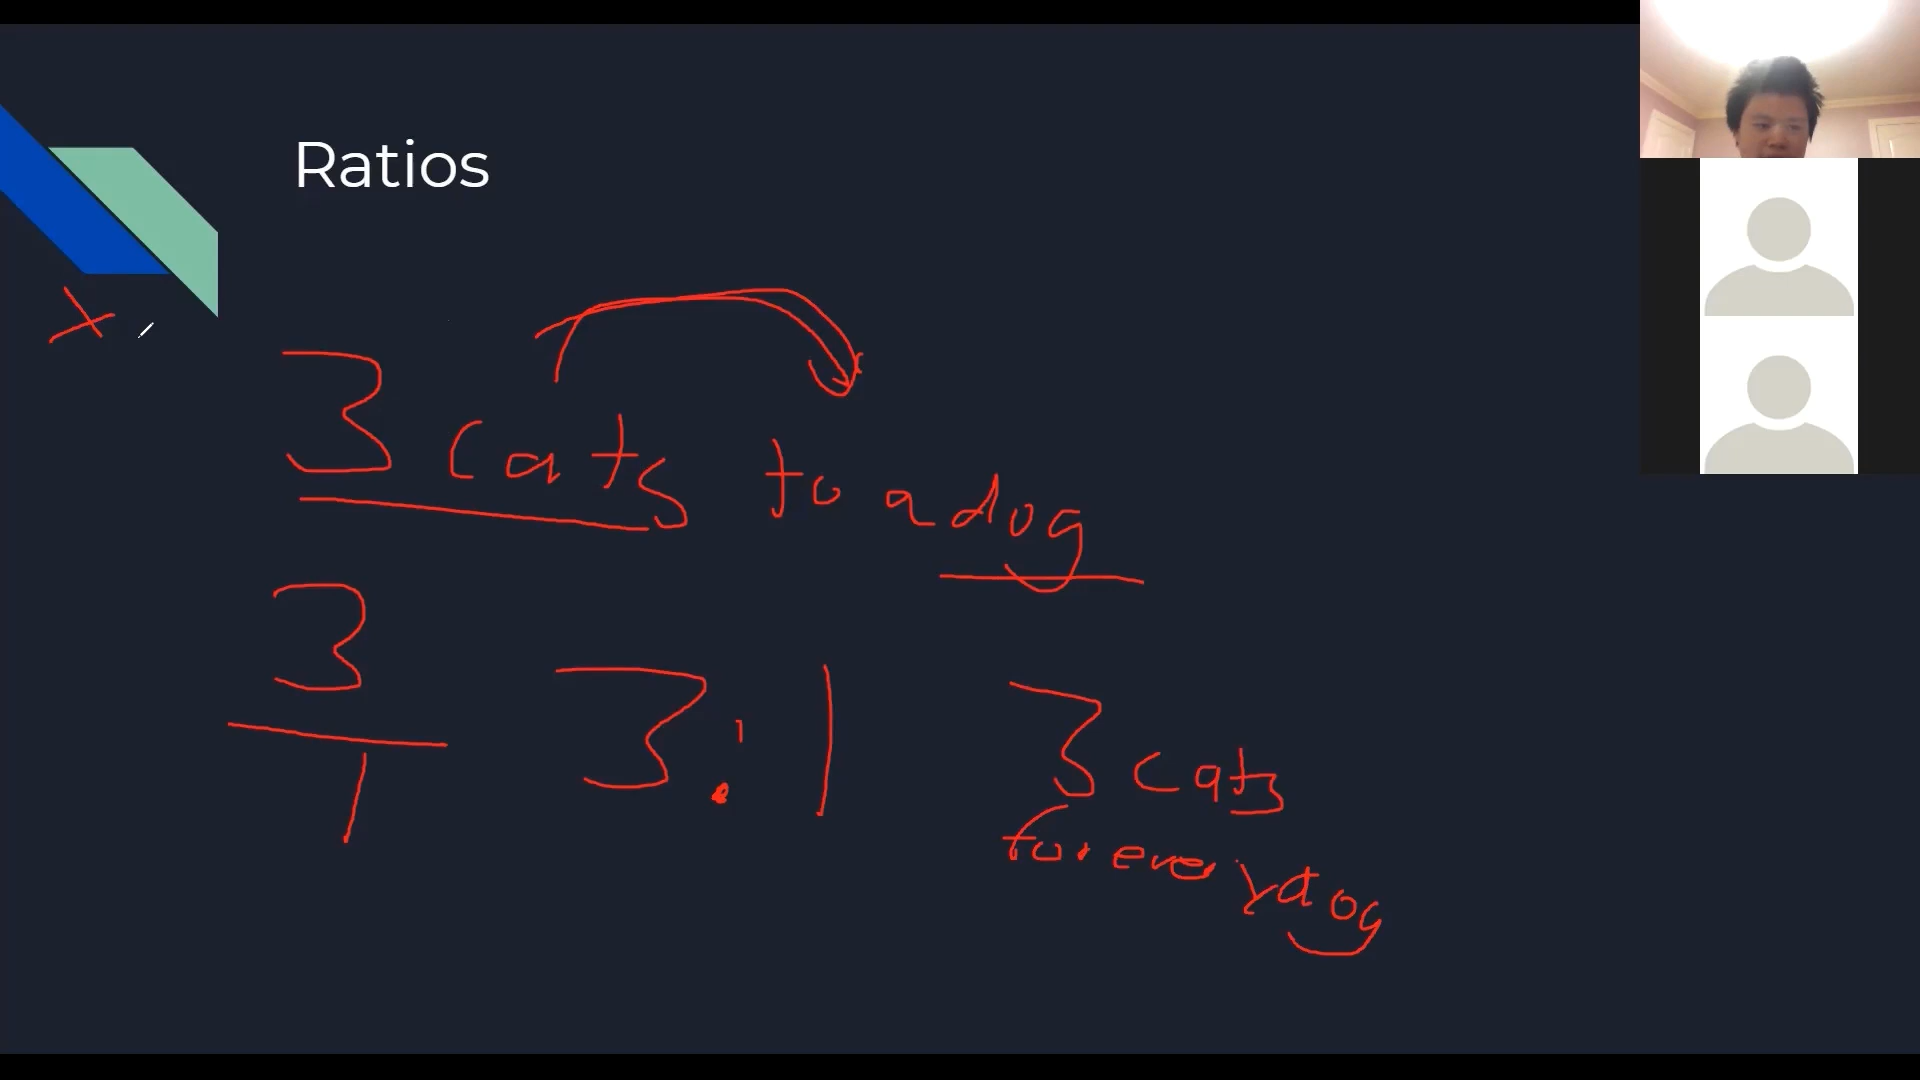 Ratios
x
3 cats to a dog
3
1
3:1
3 cats
for every dog